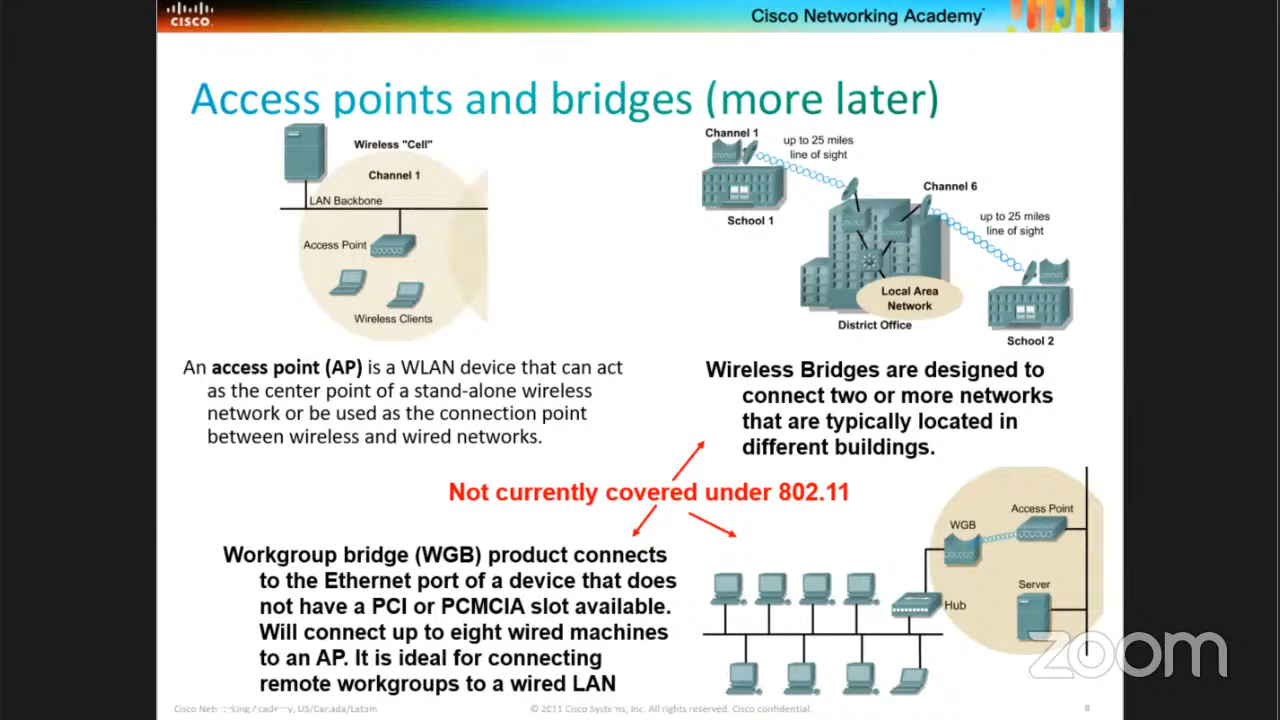 CISCO
Cisco Networking Academy
Access points and bridges (more later)
Wireless "Cell"
Channel 1
LAN Backbone
Access Point
Wireless Clients
Channel 1
up to 25 miles
line of sight
School 1
Channel 6
up to 25 miles
line of sight
Local Area
Network
District Office
School 2
An access point (AP) is a WLAN device that can act
as the center point of a stand-alone wireless
network or be used as the connection point
between wireless and wired networks.
Wireless Bridges are designed to
connect two or more networks
that are typically located in
different buildings.
Not currently covered under 802.11
Workgroup bridge (WGB) product connects
to the Ethernet port of a device that does
not have a PCI or PCMCIA slot available.
Will connect up to eight wired machines
to an AP. It is ideal for connecting
remote workgroups to a wired LAN
WGB
Access Point
Server
Hub
zoom
Cisco Networking Academy, US/Canada/Latam
© 2011 Cisco Systems, Inc. All rights reserved. Cisco confidential.
8